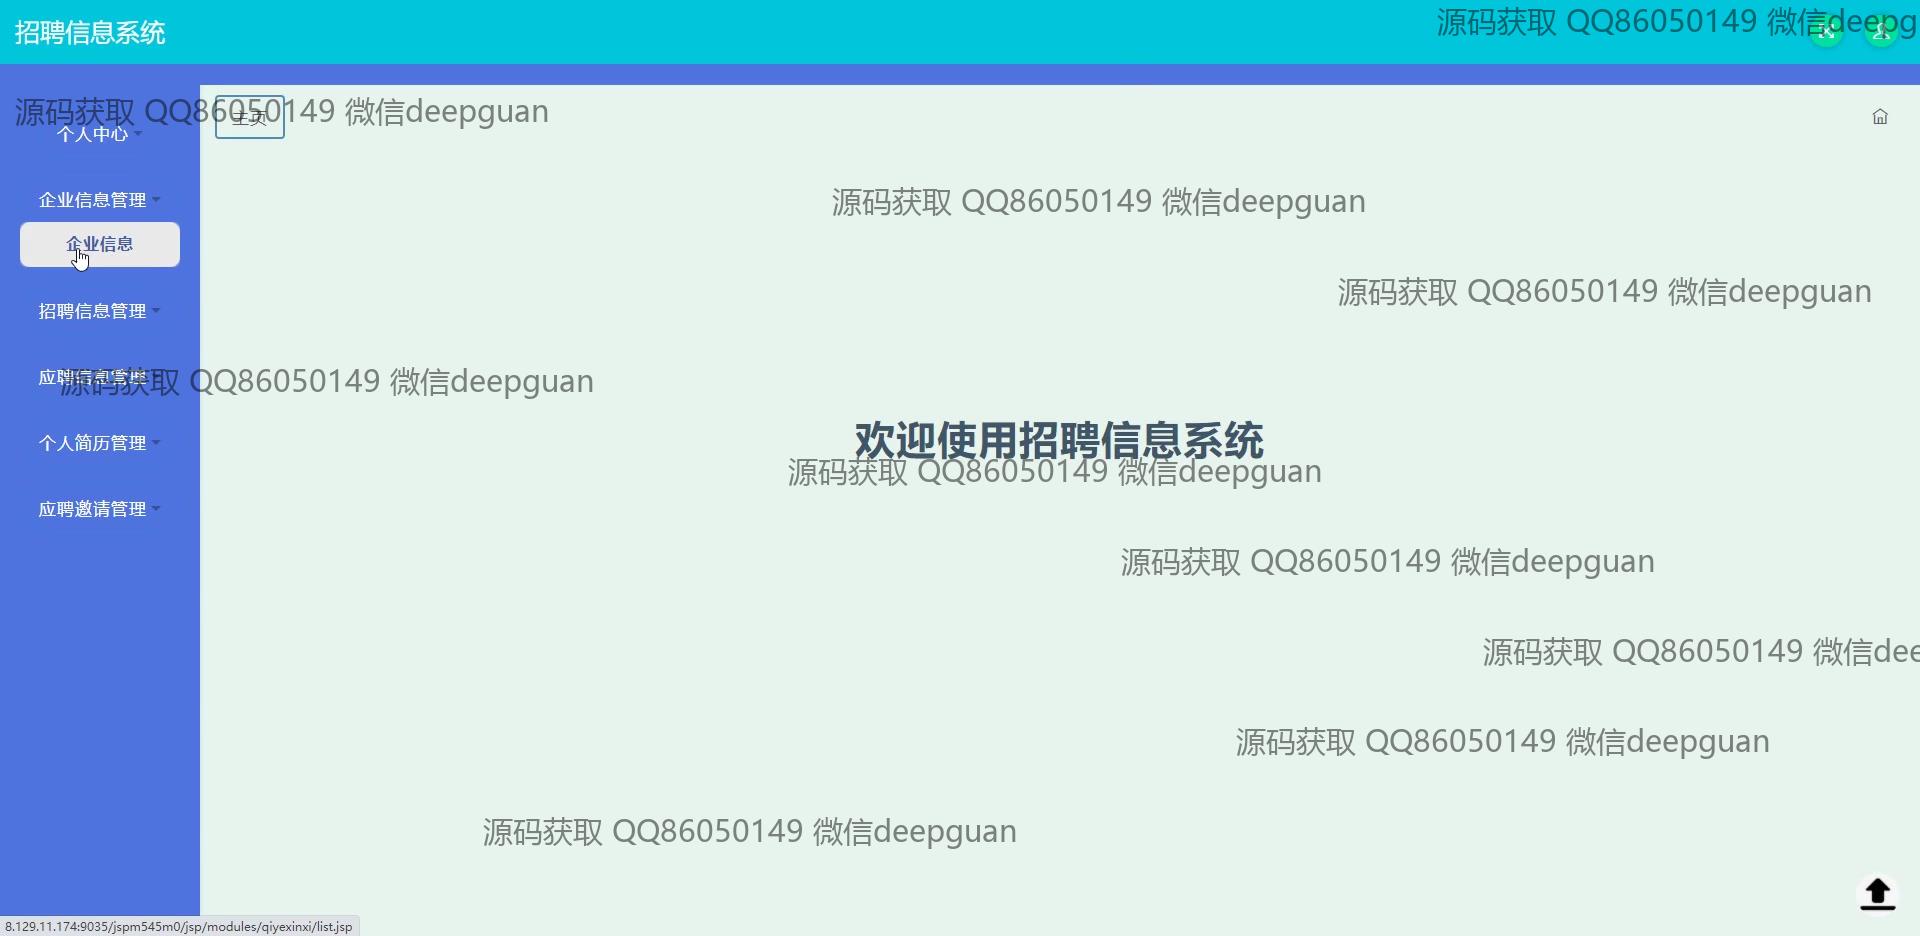 招聘信息系统
源码获取 QQ86050149 微信deepg
源码获取 QQ86050149 微信deepguan
个人中心
主页
企业信息管理
源码获取 QQ86050149 微信deepguan
企业信息
源码获取 QQ86050149 微信deepguan
招聘信息管理
应聘信息管理
源码获取 QQ86050149 微信deepguan
个人简历管理
欢迎使用招聘信息系统
源码获取 QQ86050149 微信deepguan
应聘邀请管理
源码获取 QQ86050149 微信deepguan
源码获取 QQ86050149 微信dee
源码获取 QQ86050149 微信deepguan
源码获取 QQ86050149 微信deepguan
8.129.11.174:9035/jspm545m0/jsp/modules/qiyexinxi/list.jsp